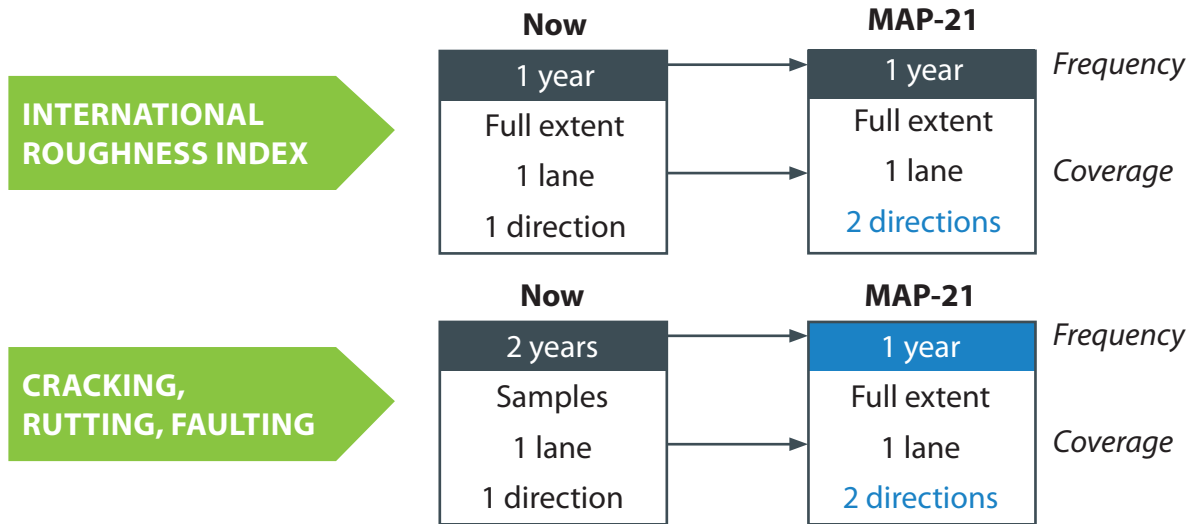 Now
MAP-21
INTERNATIONAL
ROUGHNESS INDEX
1 year
Full extent
1 lane
1 direction
1 year
Full extent
1 lane
2 directions
Frequency
Coverage
Now
MAP-21
CRACKING,
RUTTING, FAULTING
2 years
Samples
1 lane
1 direction
1 year
Full extent
1 lane
2 directions
Frequency
Coverage